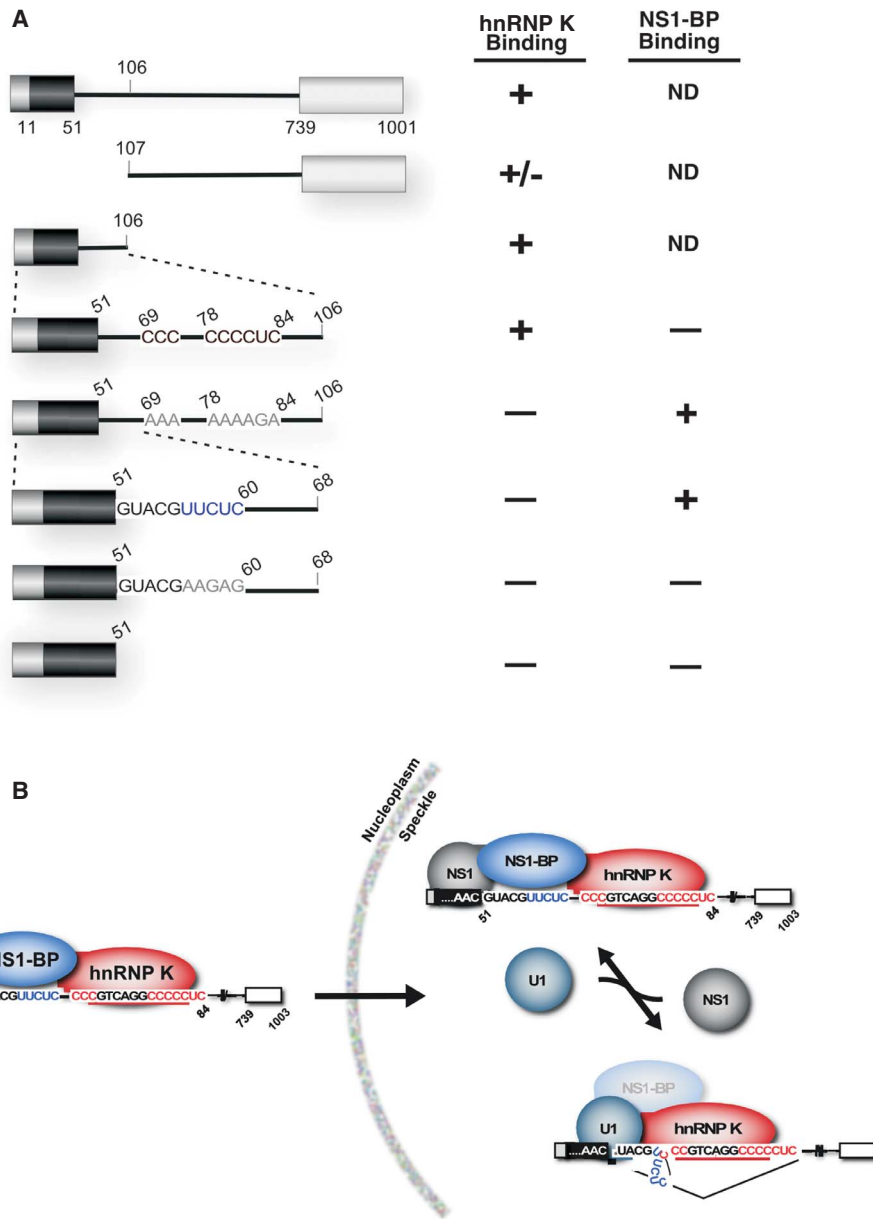 A
hnRNP K Binding
NS1-BP Binding
106
11 51 739 1001
+ ND
107
+/- ND
106
+ ND
51 69 78 84 106
CCC CCCCUC
+ —
51 69 78 84 106
AAA AAAAGA
— +
51 60 68
GUACGUUCUC
— +
51 60 68
GUACGAAGAG
— —
51
— —
B
Nucleoplasm
Speckle
NS1 NS1-BP hnRNP K
....AAC GUACGUUCUC CCCGTCAGGCCCCCUC
51 84 739 1003
S1-BP hnRNP K
CGUUCUC CCCGTCAGGCCCCCUC
84 739 1003
U1
NS1
NS1-BP
U1 hnRNP K
....AAC UACG UUCUC C CCGTCAGGCCCCCUC